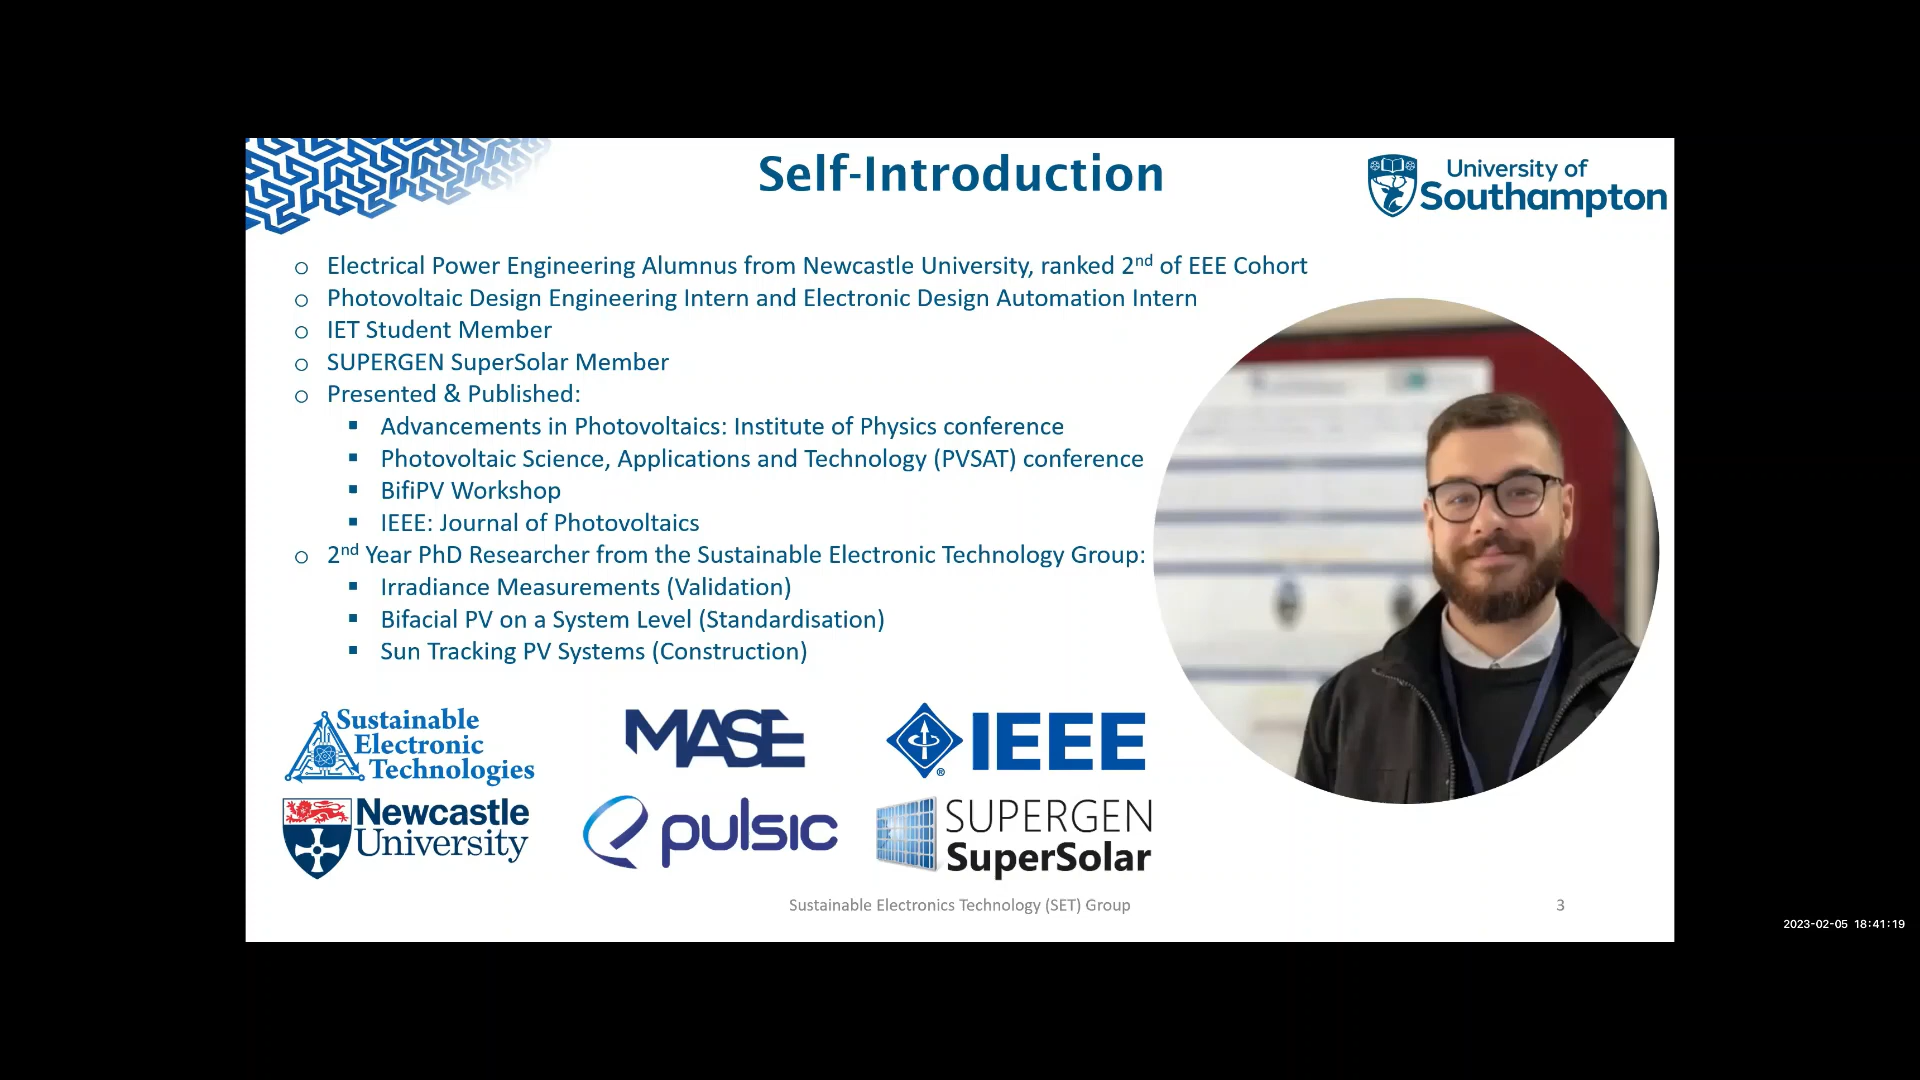 Self-Introduction
University of
Southampton
o Electrical Power Engineering Alumnus from Newcastle University, ranked 2nd of EEE Cohort
o Photovoltaic Design Engineering Intern and Electronic Design Automation Intern
o IET Student Member
o SUPERGEN SuperSolar Member
o Presented & Published:
▪ Advancements in Photovoltaics: Institute of Physics conference
▪ Photovoltaic Science, Applications and Technology (PVSAT) conference
▪ BifiPV Workshop
▪ IEEE: Journal of Photovoltaics
o 2nd Year PhD Researcher from the Sustainable Electronic Technology Group:
▪ Irradiance Measurements (Validation)
▪ Bifacial PV on a System Level (Standardisation)
▪ Sun Tracking PV Systems (Construction)
Sustainable
Electronic
Technologies
MASE
IEEE
Newcastle
University
pulsic
SUPERGEN
SuperSolar
Sustainable Electronics Technology (SET) Group
3
2023-02-05 18:41:19